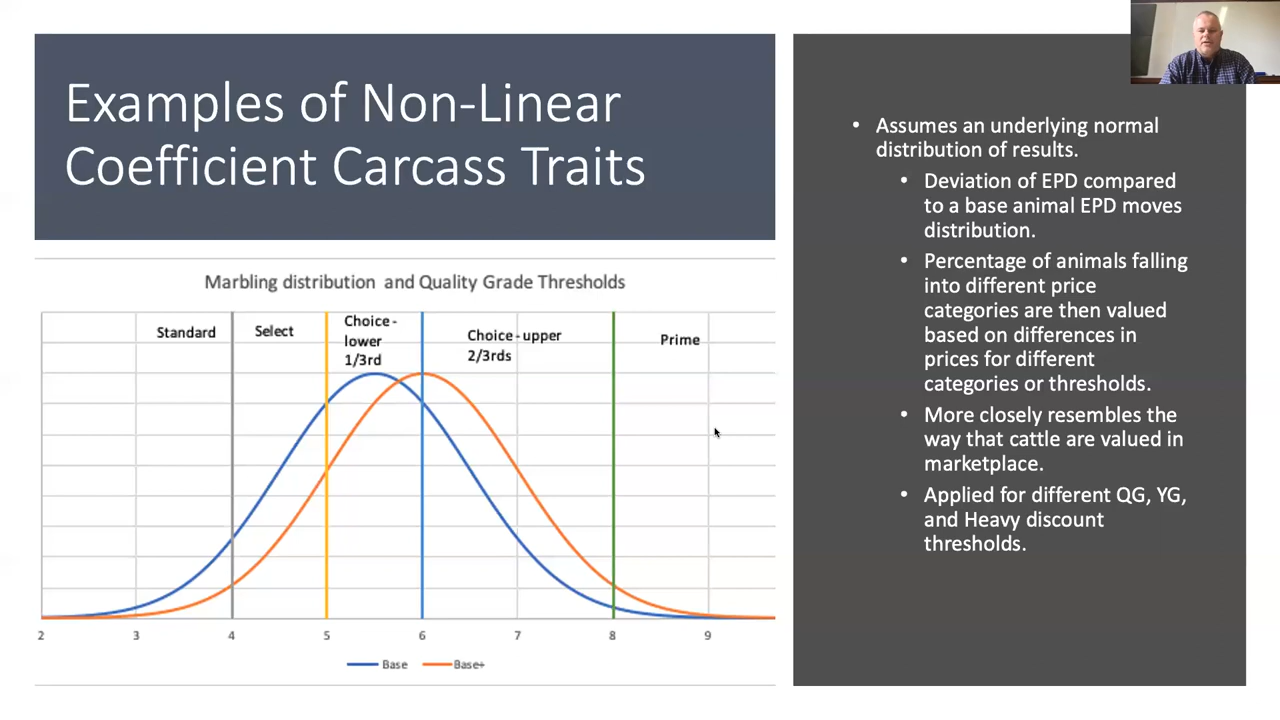 Examples of Non-Linear
Coefficient Carcass Traits
Marbling distribution and Quality Grade Thresholds
Standard
Select
Choice -
lower
1/3rd
Choice - upper
2/3rds
Prime
2 3 4 5 6 7 8 9
Base Base+
• Assumes an underlying normal
distribution of results.
• Deviation of EPD compared
to a base animal EPD moves
distribution.
• Percentage of animals falling
into different price
categories are then valued
based on differences in
prices for different
categories or thresholds.
• More closely resembles the
way that cattle are valued in
marketplace.
• Applied for different QG, YG,
and Heavy discount
thresholds.